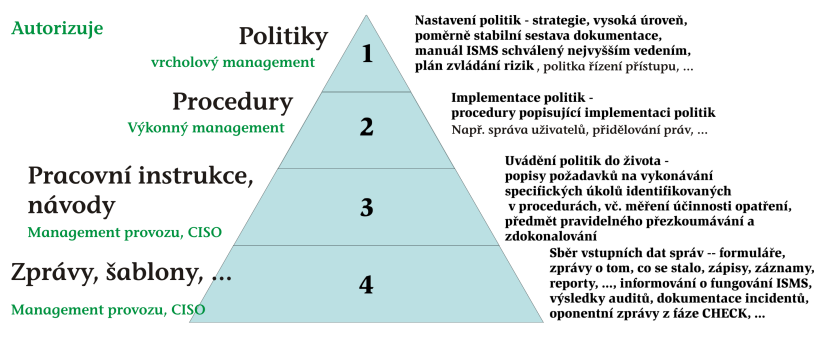 Autorizuje
Politiky
vrcholový management
1
Nastavení politik - strategie, vysoká úroveň,
poměrně stabilní sestava dokumentace,
manuál ISMS schválený nejvyšším vedením,
plán zvládání rizik , politka řízení přístupu, ...
Procedury
Výkonný management
2
Implementace politik -
procedury popisující implementaci politik
Např. správa uživatelů, přidělování práv, ...
Pracovní instrukce,
návody
Management provozu, CISO
3
Uvádění politik do života -
popisy požadavků na vykonávání
specifických úkolů identifikovaných
v procedurách, vč. měření účinnosti opatření,
předmět pravidelného přezkoumávání a
zdokonalování
Zprávy, šablony, ...
Management provozu, CISO
4
Sběr vstupních dat správ -- formuláře,
zprávy o tom, co se stalo, zápisy, záznamy,
reporty, ..., informování o fungování ISMS,
výsledky auditů, dokumentace incidentů,
oponentní zprávy z fáze CHECK, ...